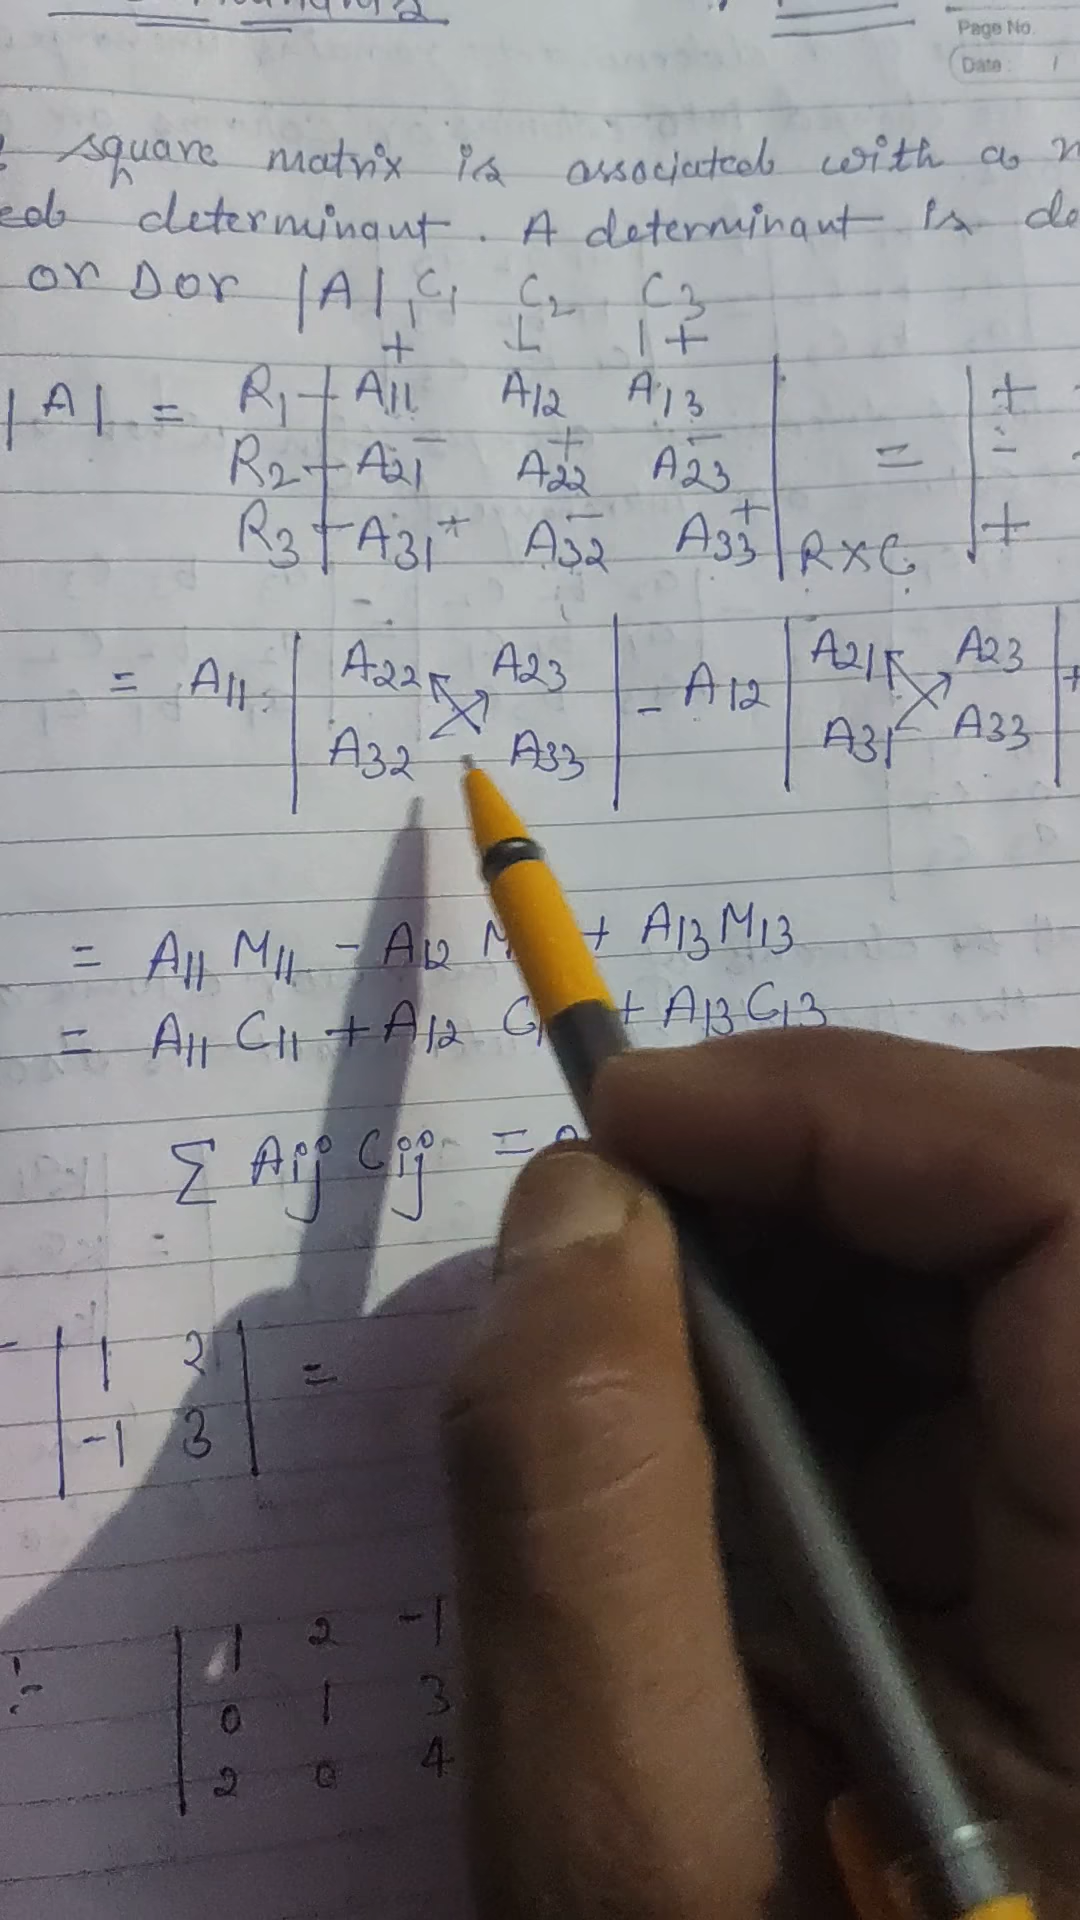 Page No.
Date: 1
square matrix is associated with a
determinant. A determinant is de
or D or |A| C1 C2 C3
+ - +
|A| = R1 A11 A12 A13 = | +
R2 A21 - A22 + A23 - -
R3 A31 + A32 - A33 + | R×C +
= A11 | A22 A23 | - A12 | A21 A23 | +
A32 A33 A31 A33
= A11 M11 - A12 M + A13 M13
= A11 C11 + A12 C1 + A13 C13
Σ Aij Cij =
| 1 2 | =
-1 3
:- | 1 2 -1
0 1 3
2 0 4